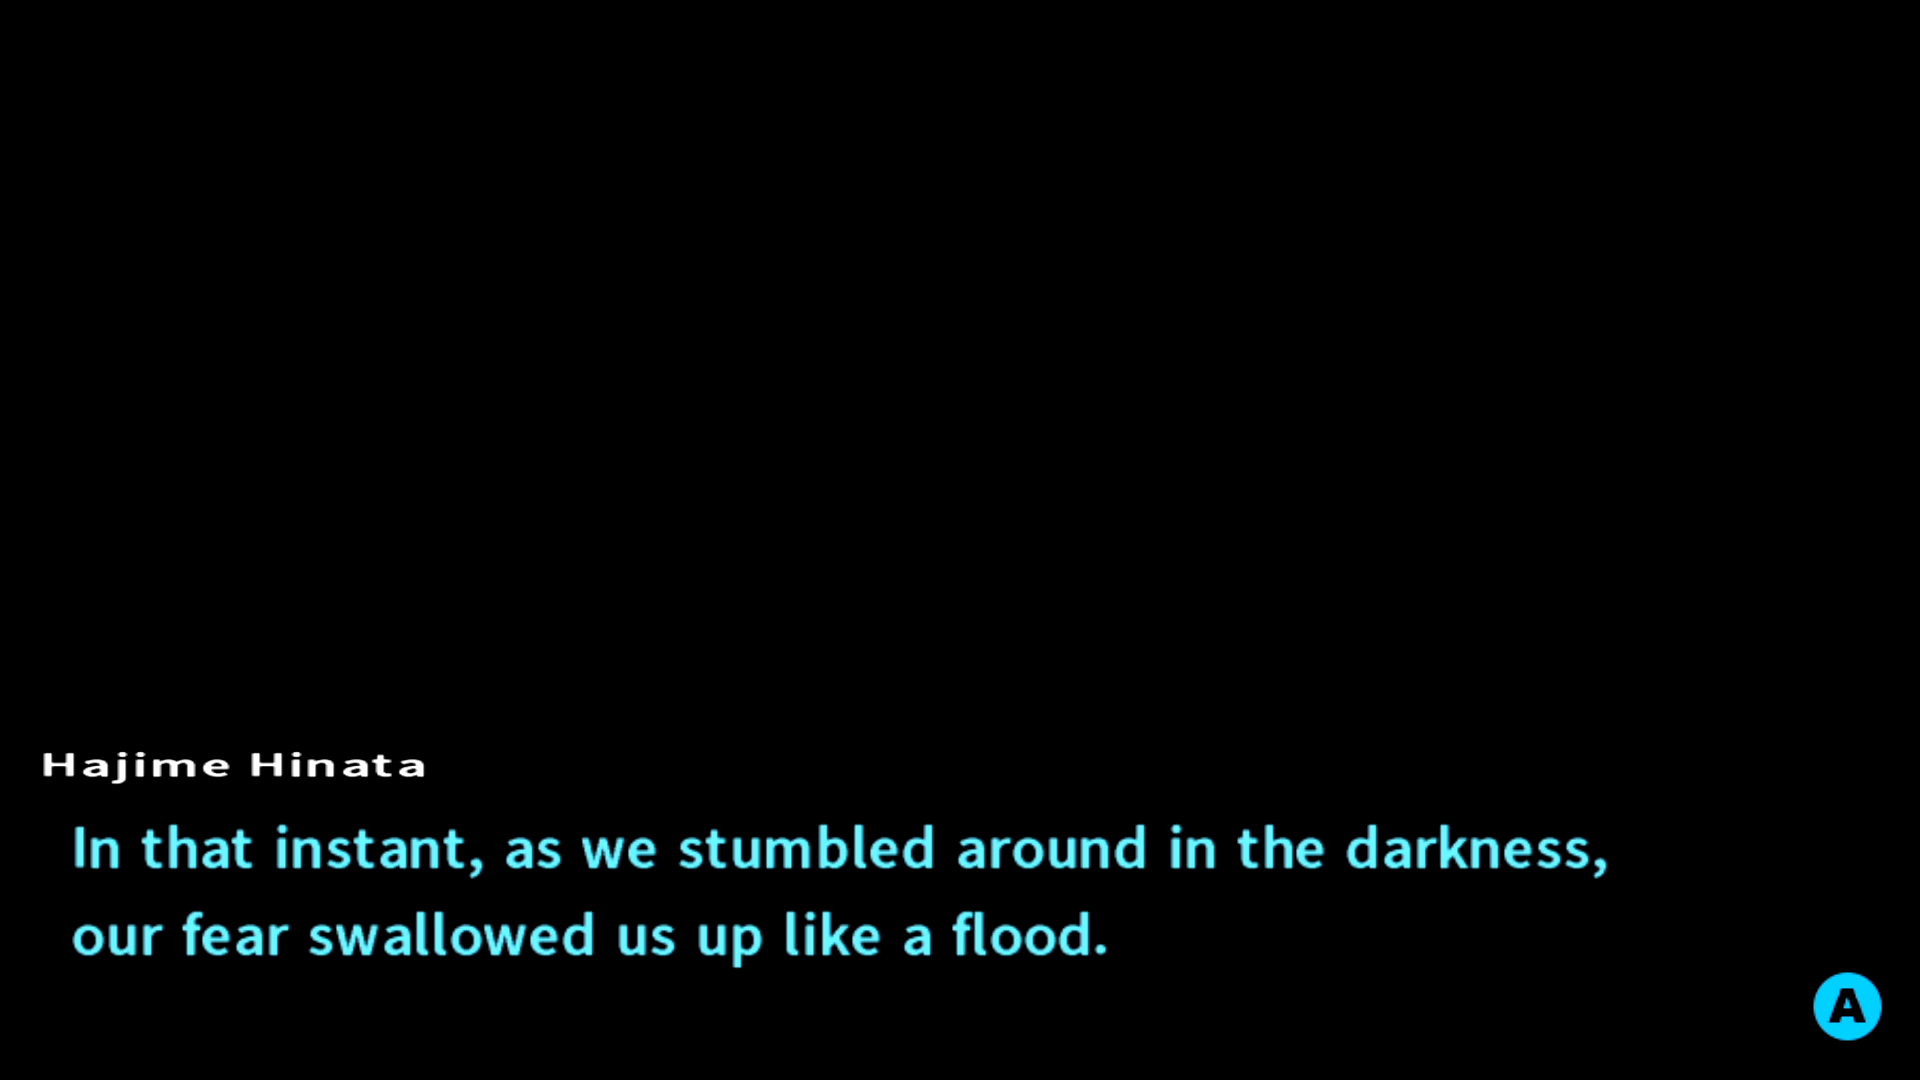 Hajime Hinata
In that instant, as we stumbled around in the darkness,
our fear swallowed us up like a flood.
A